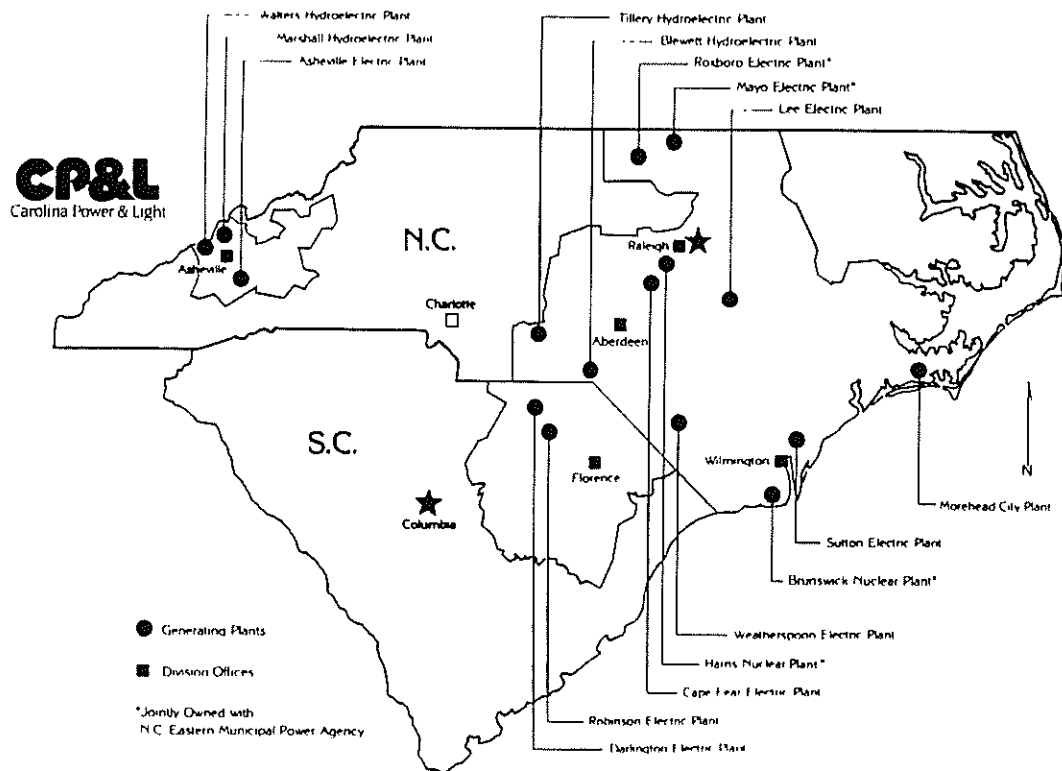 Walters Hydroelectric Plant
Marshall Hydroelectric Plant
Asheville Electric Plant
Tillery Hydroelectric Plant
Blewett Hydroelectric Plant
Roxboro Electric Plant*
Mayo Electric Plant*
Lee Electric Plant
CP&L
Carolina Power & Light
N.C.
Raleigh
Asheville
Charlotte
Aberdeen
S.C.
Florence
Wilmington
N
Columbia
Morehead City Plant
Sutton Electric Plant
Brunswick Nuclear Plant*
Weatherspoon Electric Plant
Harris Nuclear Plant*
Cape Fear Electric Plant
Robinson Electric Plant
Darlington Electric Plant
Generating Plants
Division Offices
*Jointly Owned with
N.C. Eastern Municipal Power Agency